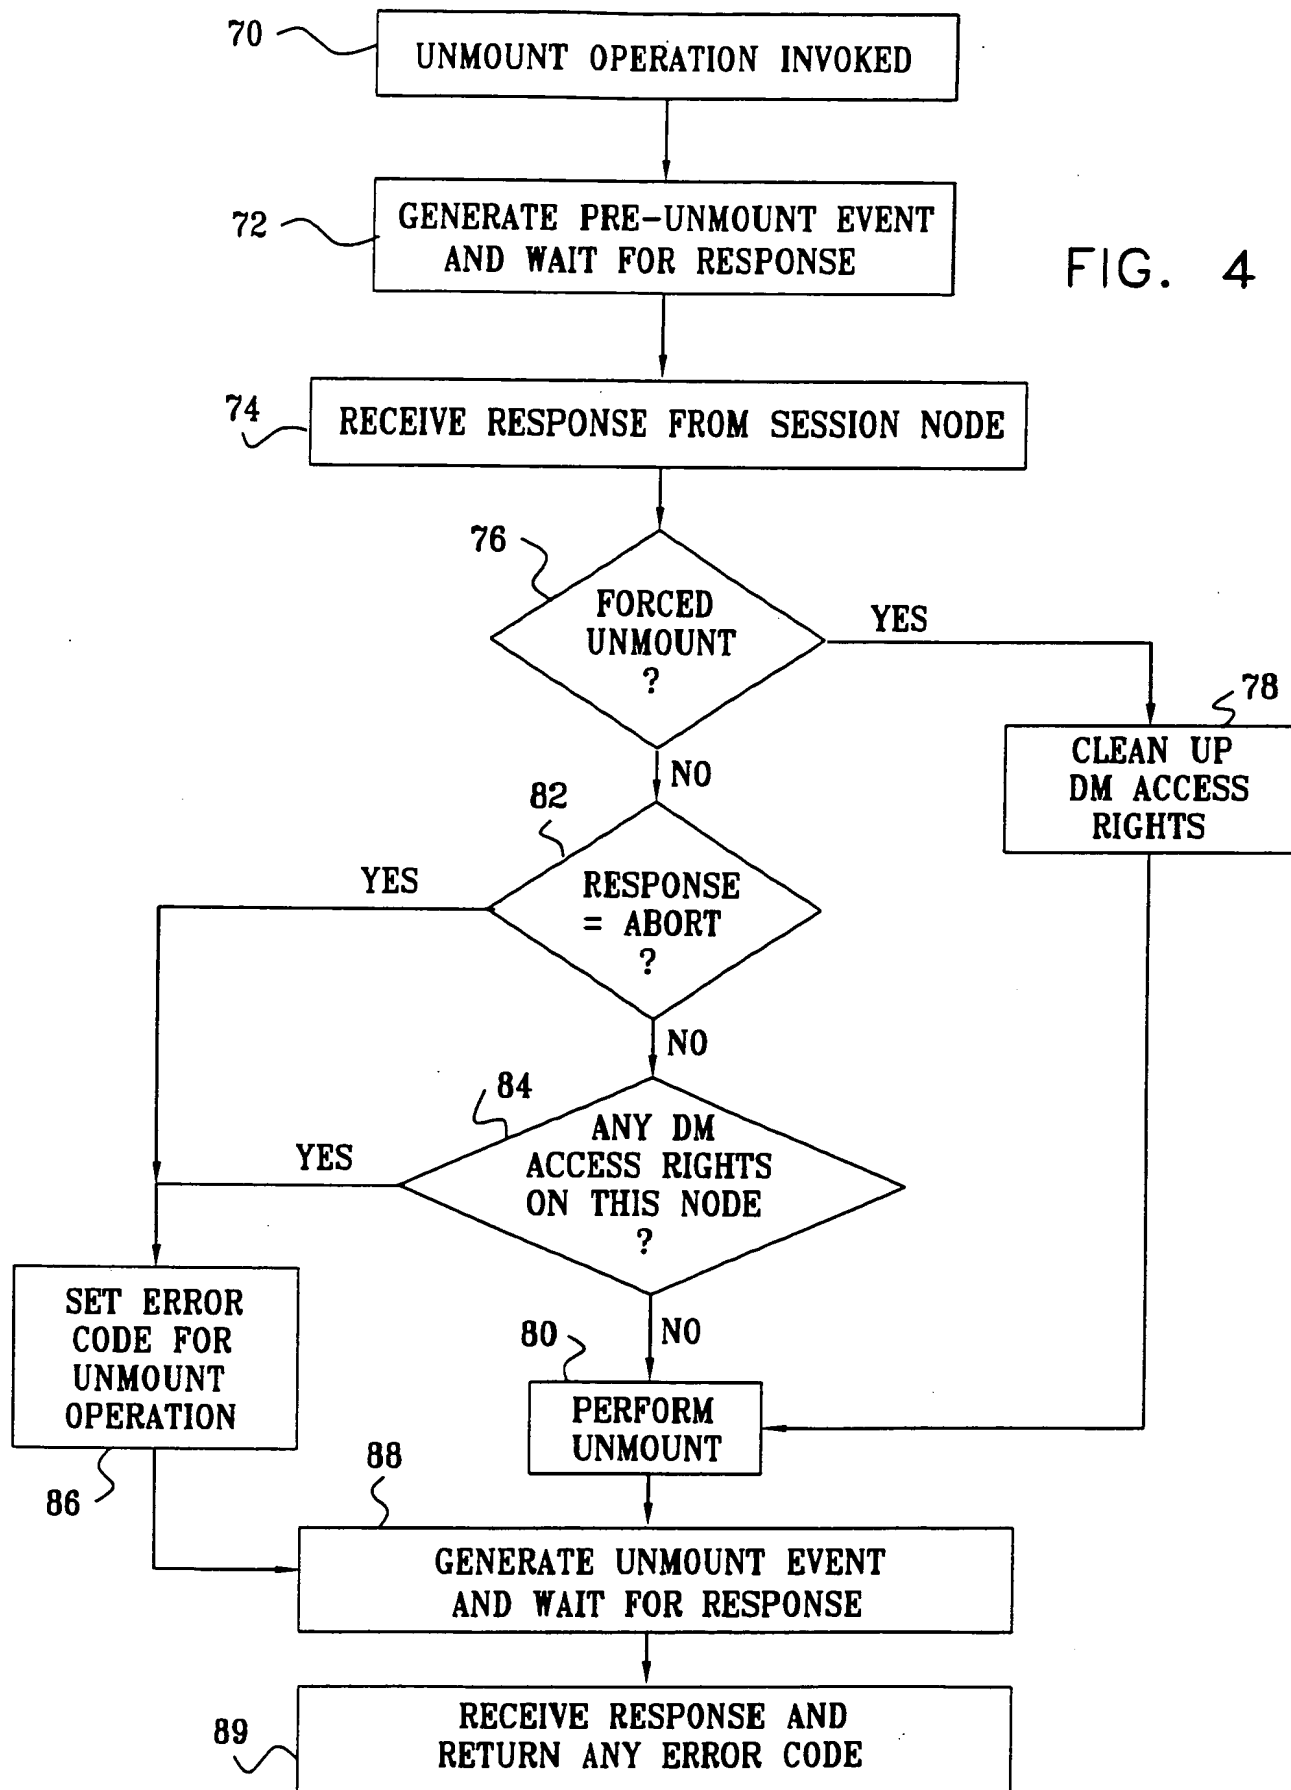 70
UNMOUNT OPERATION INVOKED
72
GENERATE PRE-UNMOUNT EVENT
AND WAIT FOR RESPONSE
FIG. 4
74
RECEIVE RESPONSE FROM SESSION NODE
76
FORCED
UNMOUNT
?
YES
78
CLEAN UP
DM ACCESS
RIGHTS
NO
82
RESPONSE
= ABORT
?
YES
NO
84
ANY DM
ACCESS RIGHTS
ON THIS NODE
?
YES
SET ERROR
CODE FOR
UNMOUNT
OPERATION
86
NO
80
PERFORM
UNMOUNT
88
GENERATE UNMOUNT EVENT
AND WAIT FOR RESPONSE
89
RECEIVE RESPONSE AND
RETURN ANY ERROR CODE